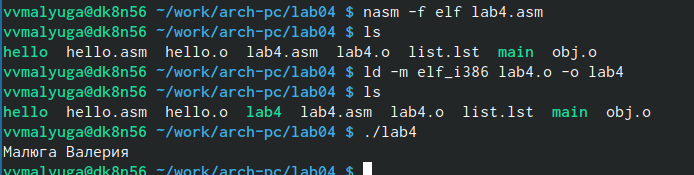 vvmalyuga@dk8n56 ~/work/arch-pc/lab04 $ nasm -f elf lab4.asm
vvmalyuga@dk8n56 ~/work/arch-pc/lab04 $ ls
hello hello.asm hello.o lab4.asm lab4.o list.lst main obj.o
vvmalyuga@dk8n56 ~/work/arch-pc/lab04 $ ld -m elf_i386 lab4.o -o lab4
vvmalyuga@dk8n56 ~/work/arch-pc/lab04 $ ls
hello hello.asm hello.o lab4 lab4.asm lab4.o list.lst main obj.o
vvmalyuga@dk8n56 ~/work/arch-pc/lab04 $ ./lab4
Малюга Валерия
vvmalyuga@dk8n56 ~/work/arch-pc/lab04 $